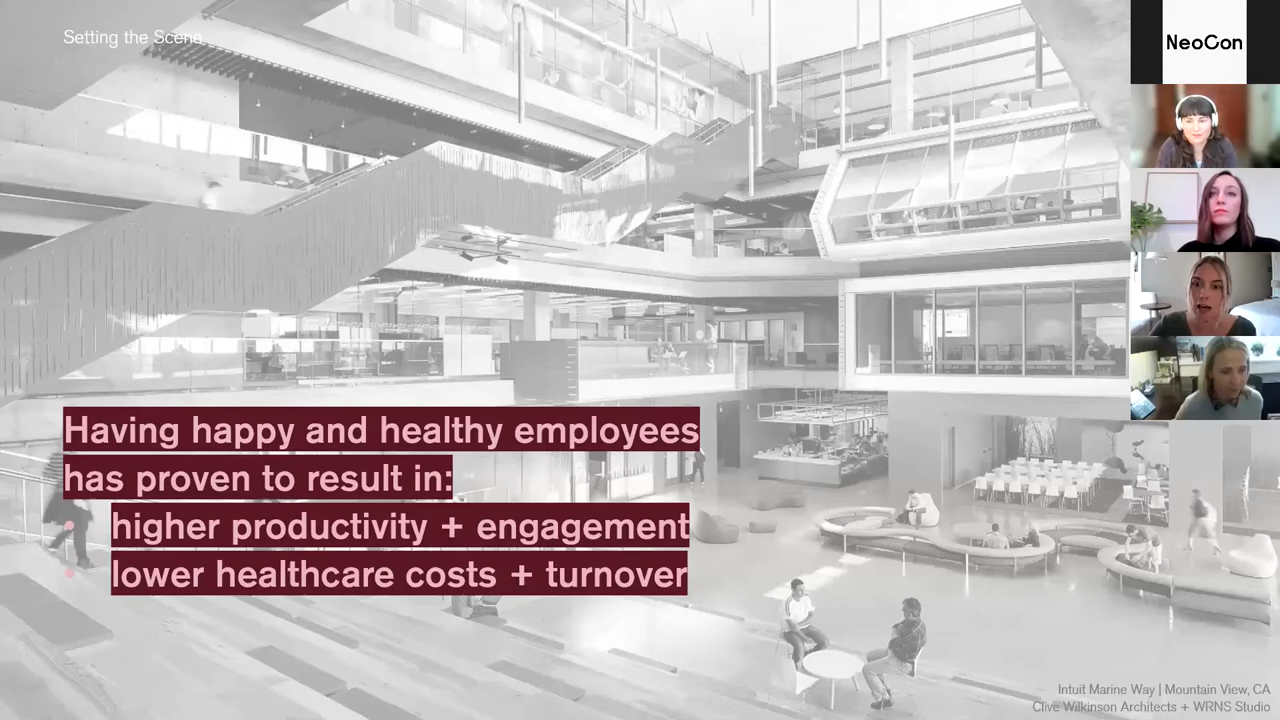 Setting the Scene
NeoCon
Having happy and healthy employees
has proven to result in:
higher productivity + engagement
lower healthcare costs + turnover
Intuit Marine Way | Mountain View, CA
Clive Wilkinson Architects + WRNS Studio